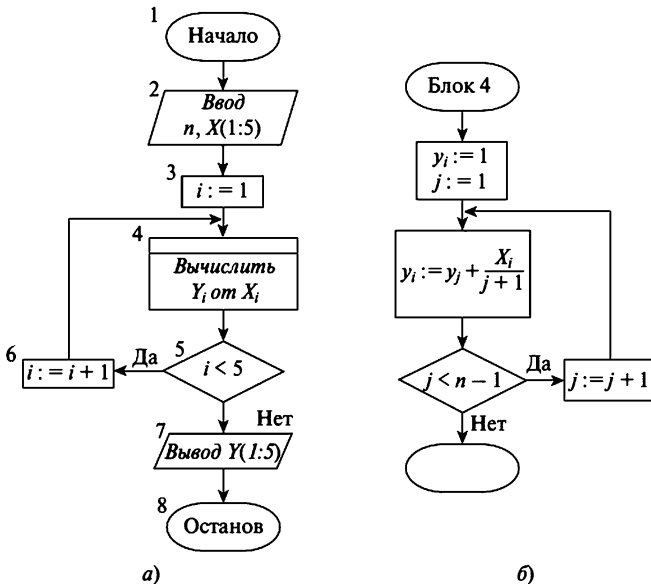 1
Начало
2
Ввод
n, X(1:5)
3
i := 1
4
Вычислить
Y_i от X_i
5
i < 5
Да
6
i := i + 1
Нет
7
Вывод Y(1:5)
8
Останов
а)
Блок 4
y_i := 1
j := 1
y_i := y_j + X_i / j + 1
j < n − 1
Да
j := j + 1
Нет
б)